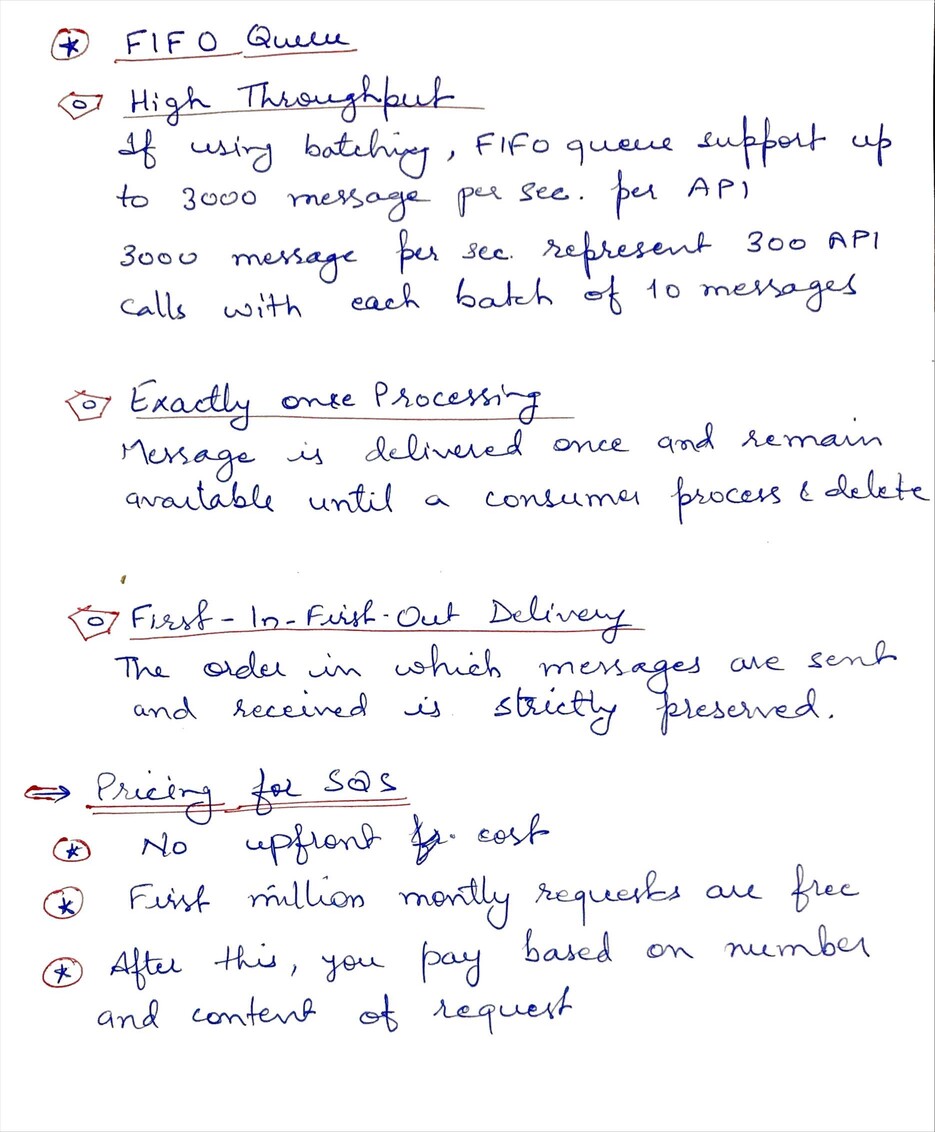 FIFO Queue
High Throughput
If using batching, FIFO queue support up
to 3000 message per sec. per API
3000 message per sec. represent 300 API
calls with each batch of 10 messages
Exactly once Processing
Message is delivered once and remain
available until a consumer process & delete
First-In-First-Out Delivery
The order in which messages are sent
and received is strictly preserved.
⇒ Pricing for SQS
No upfront cost
First million montly requests are free
After this, you pay based on number
and content of request